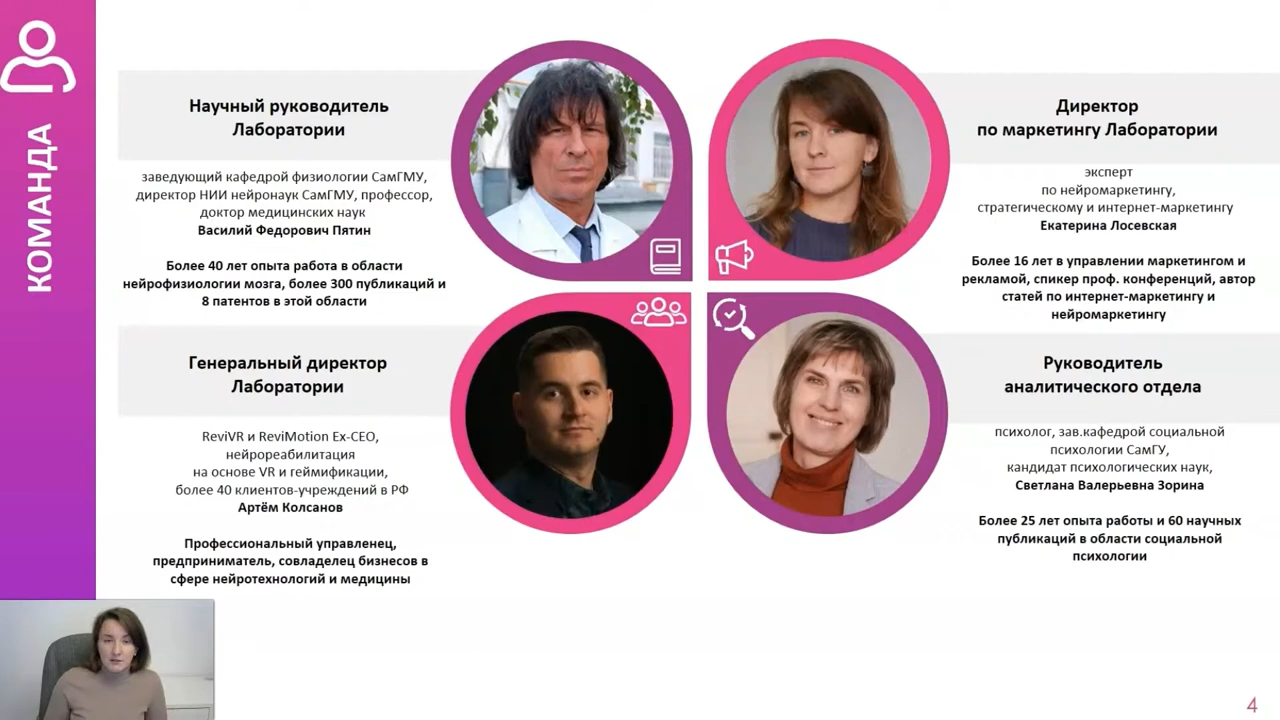 КОМАНДА
Научный руководитель
Лаборатории
заведующий кафедрой физиологии СамГМУ,
директор НИИ нейронаук СамГМУ, профессор,
доктор медицинских наук
Василий Федорович Пятин
Более 40 лет опыта работа в области
нейрофизиологии мозга, более 300 публикаций и
8 патентов в этой области
Директор
по маркетингу Лаборатории
эксперт
по нейромаркетингу,
стратегическому и интернет-маркетингу
Екатерина Лосевская
Более 16 лет в управлении маркетингом и
рекламой, спикер проф. конференций, автор
статей по интернет-маркетингу и
нейромаркетингу
Генеральный директор
Лаборатории
ReviVR и ReviMotion Ex-CEO,
нейрореабилитация
на основе VR и геймификации,
более 40 клиентов-учреждений в РФ
Артём Колсанов
Профессиональный управленец,
предприниматель, совладелец бизнесов в
сфере нейротехнологий и медицины
Руководитель
аналитического отдела
психолог, зав.кафедрой социальной
психологии СамГУ,
кандидат психологических наук,
Светлана Валерьевна Зорина
Более 25 лет опыта работы и 60 научных
публикаций в области социальной
психологии
4